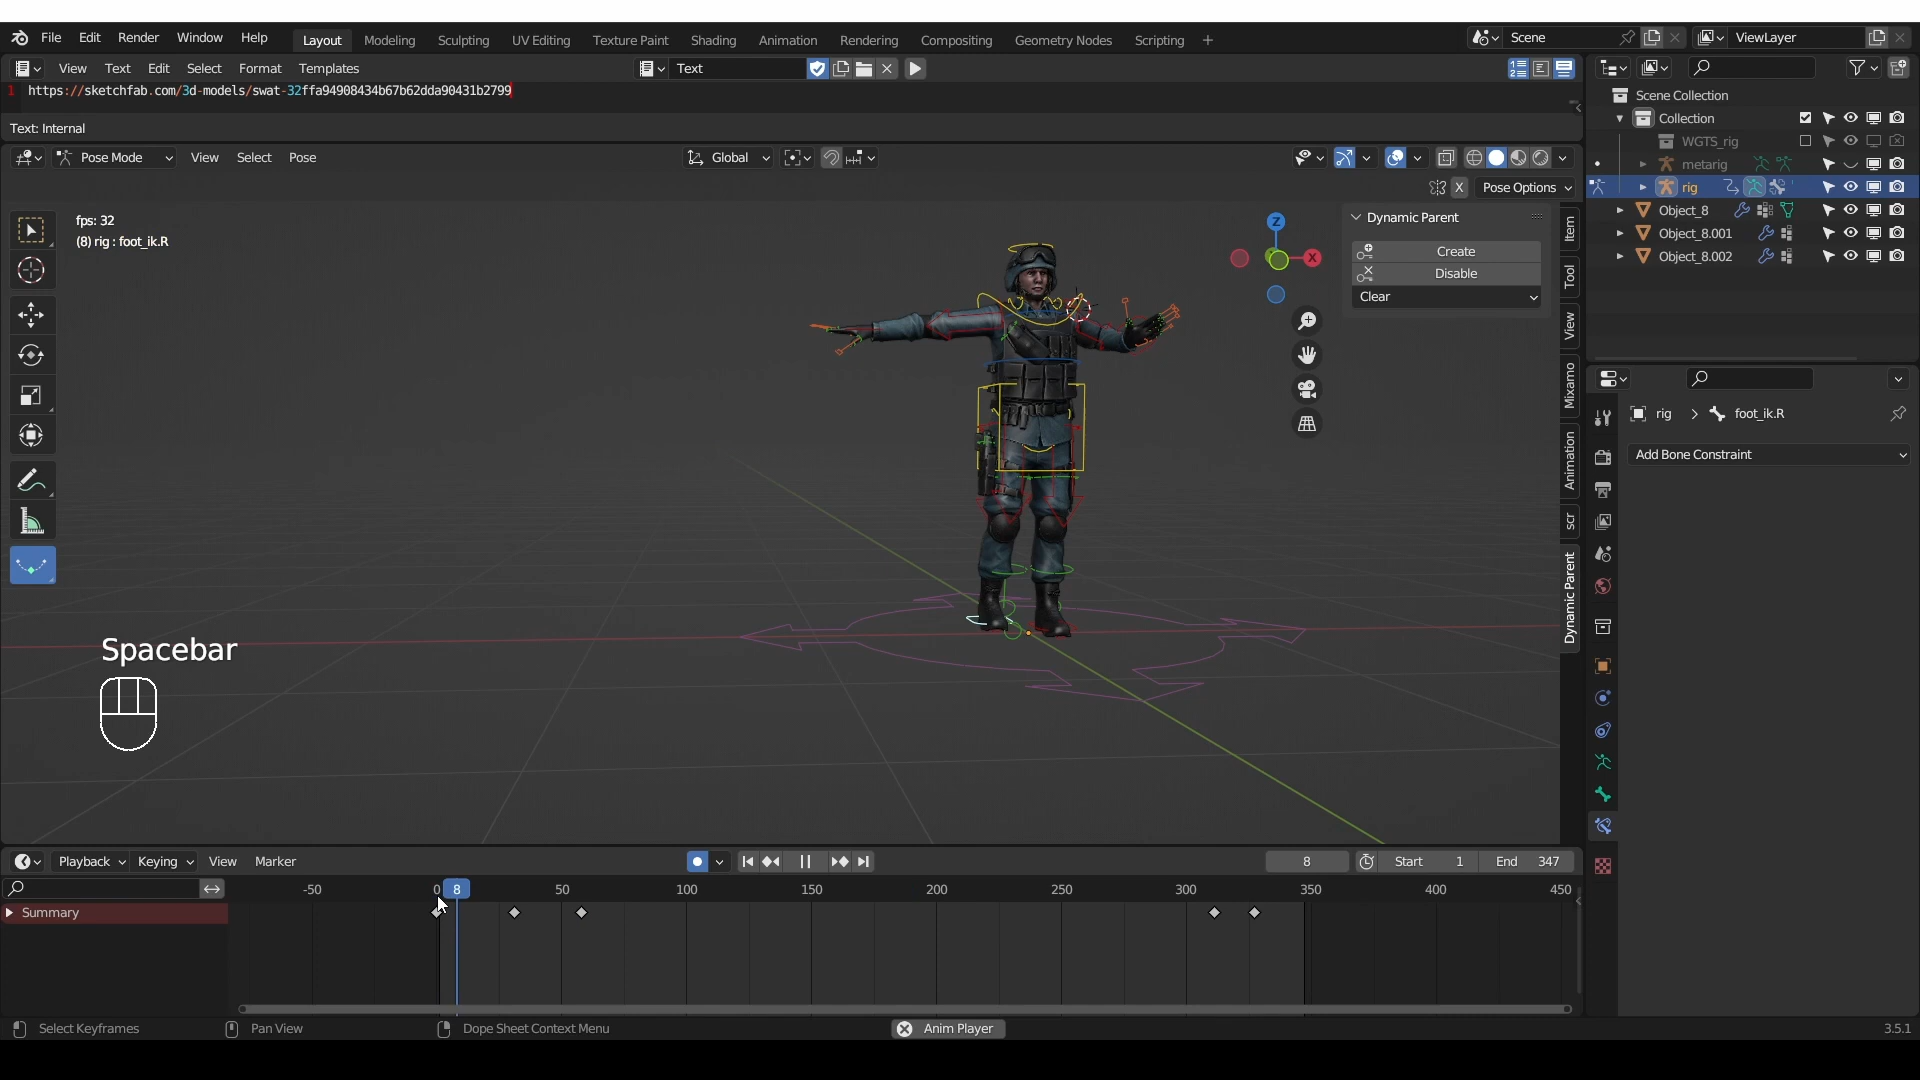 File Edit Render Window Help Layout Modeling Sculpting UV Editing Texture Paint Shading Animation Rendering Compositing Geometry Nodes Scripting + Scene ViewLayer
View Text Edit Select Format Templates Text
1 https://sketchfab.com/3d-models/swat-32ffa94908434b67b62dda90431b2799
Text: Internal
Pose Mode View Select Pose Global
X Pose Options
fps: 32
(8) rig : foot_ik.R
Z
X
Dynamic Parent
Create
Disable
Clear
Item
Tool
View
Mixamo
Animation
scr
Dynamic Parent
Spacebar
Scene Collection
Collection
WGTS_rig
metarig
rig
Object_8
Object_8.001
Object_8.002
rig > foot_ik.R
Add Bone Constraint
Playback Keying View Marker 8 Start 1 End 347
-50 0 8 50 100 150 200 250 300 350 400 450
Summary
Select Keyframes Pan View Dope Sheet Context Menu Anim Player 3.5.1